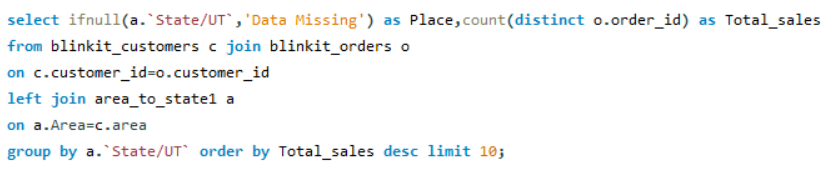 select ifnull(a.`State/UT`,'Data Missing') as Place,count(distinct o.order_id) as Total_sales
from blinkit_customers c join blinkit_orders o
on c.customer_id=o.customer_id
left join area_to_state1 a
on a.Area=c.area
group by a.`State/UT` order by Total_sales desc limit 10;